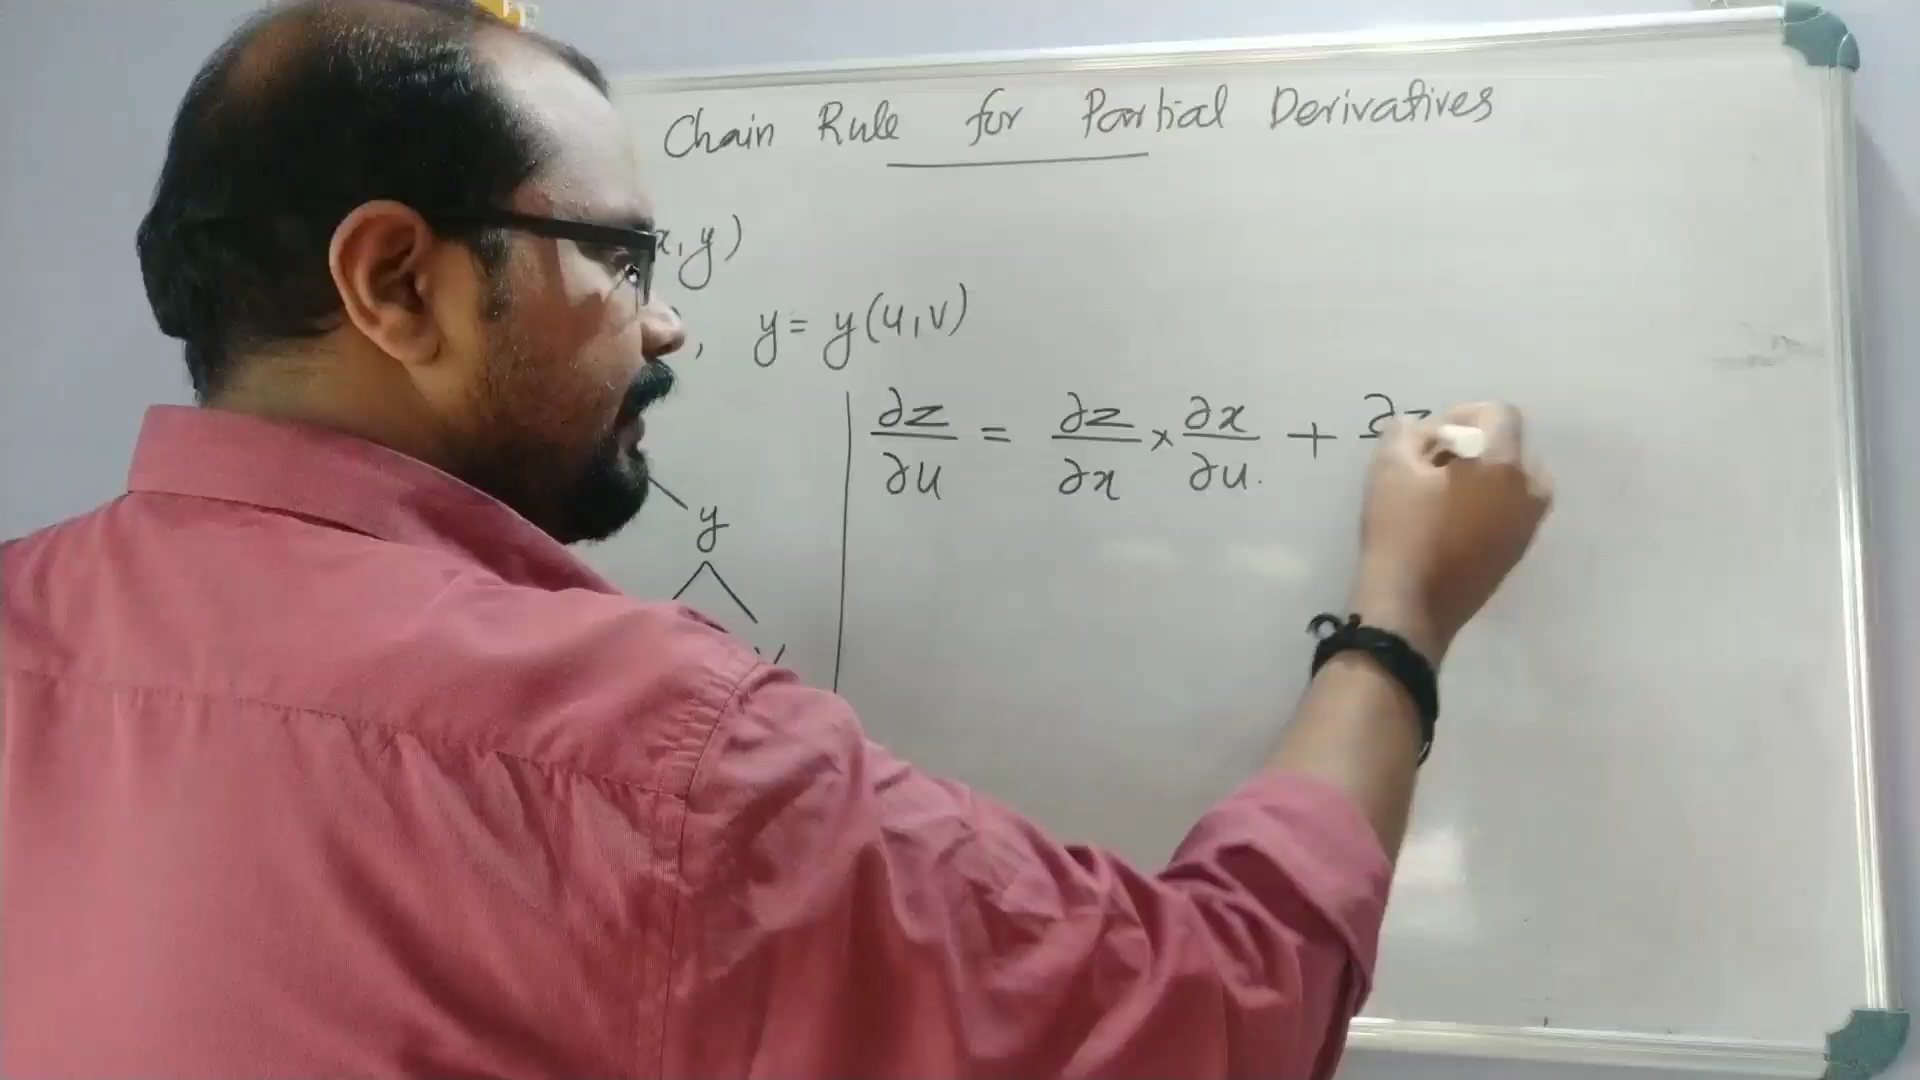 Chain Rule for Partial Derivatives
x, y)
, y = y(u, v)
∂z/∂u = ∂z/∂x × ∂x/∂u + ∂z
y
v